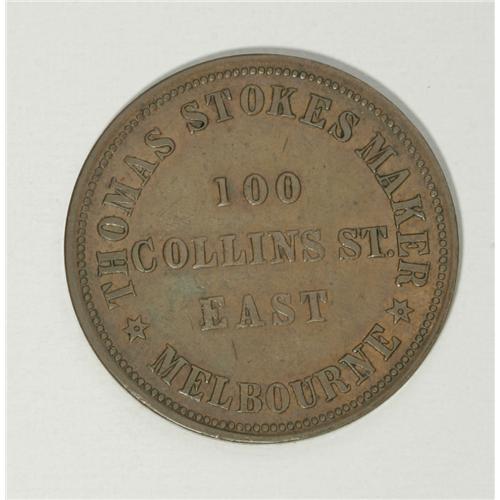 THOMAS STOKES MAKER
100
COLLINS ST.
EAST
MELBOURNE